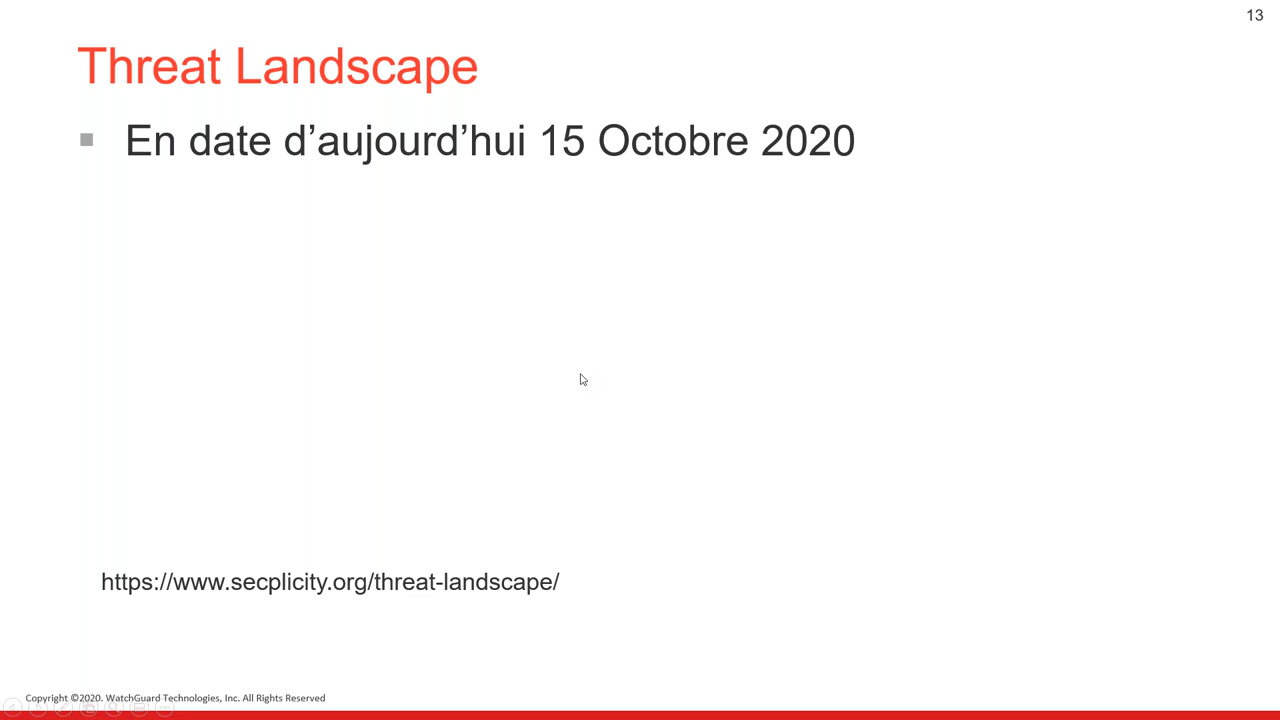 13
Threat Landscape
En date d’aujourd’hui 15 Octobre 2020
https://www.secplicity.org/threat-landscape/
Copyright ©2020. WatchGuard Technologies, Inc. All Rights Reserved